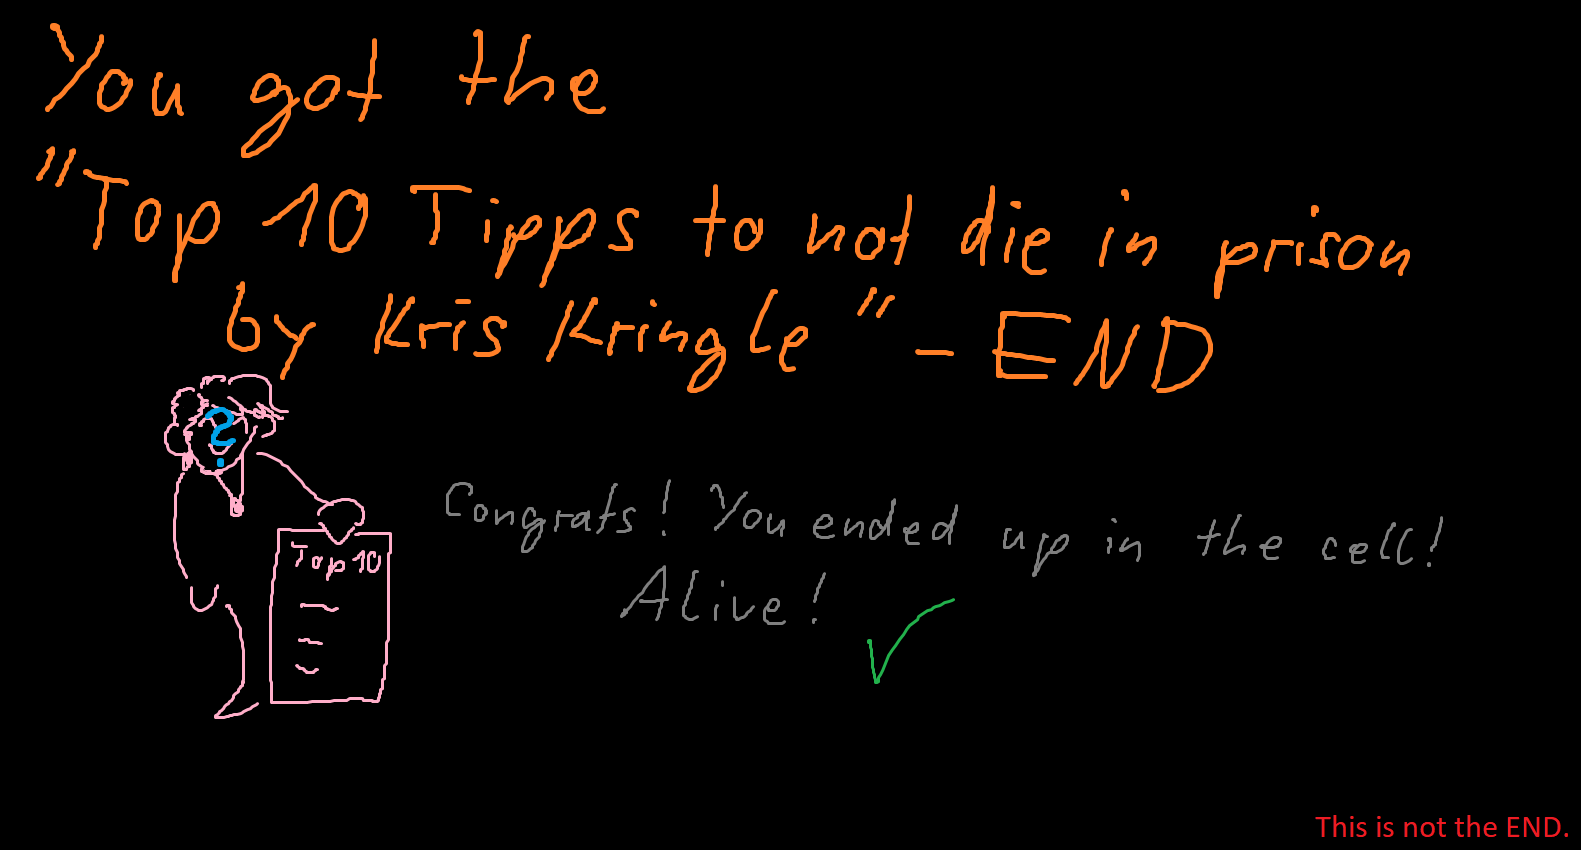 You got the
"Top 10 Tipps to not die in prison
by Kris Kringle" - END
?
Top 10
Congrats! You ended up in the cell!
Alive!
This is not the END.